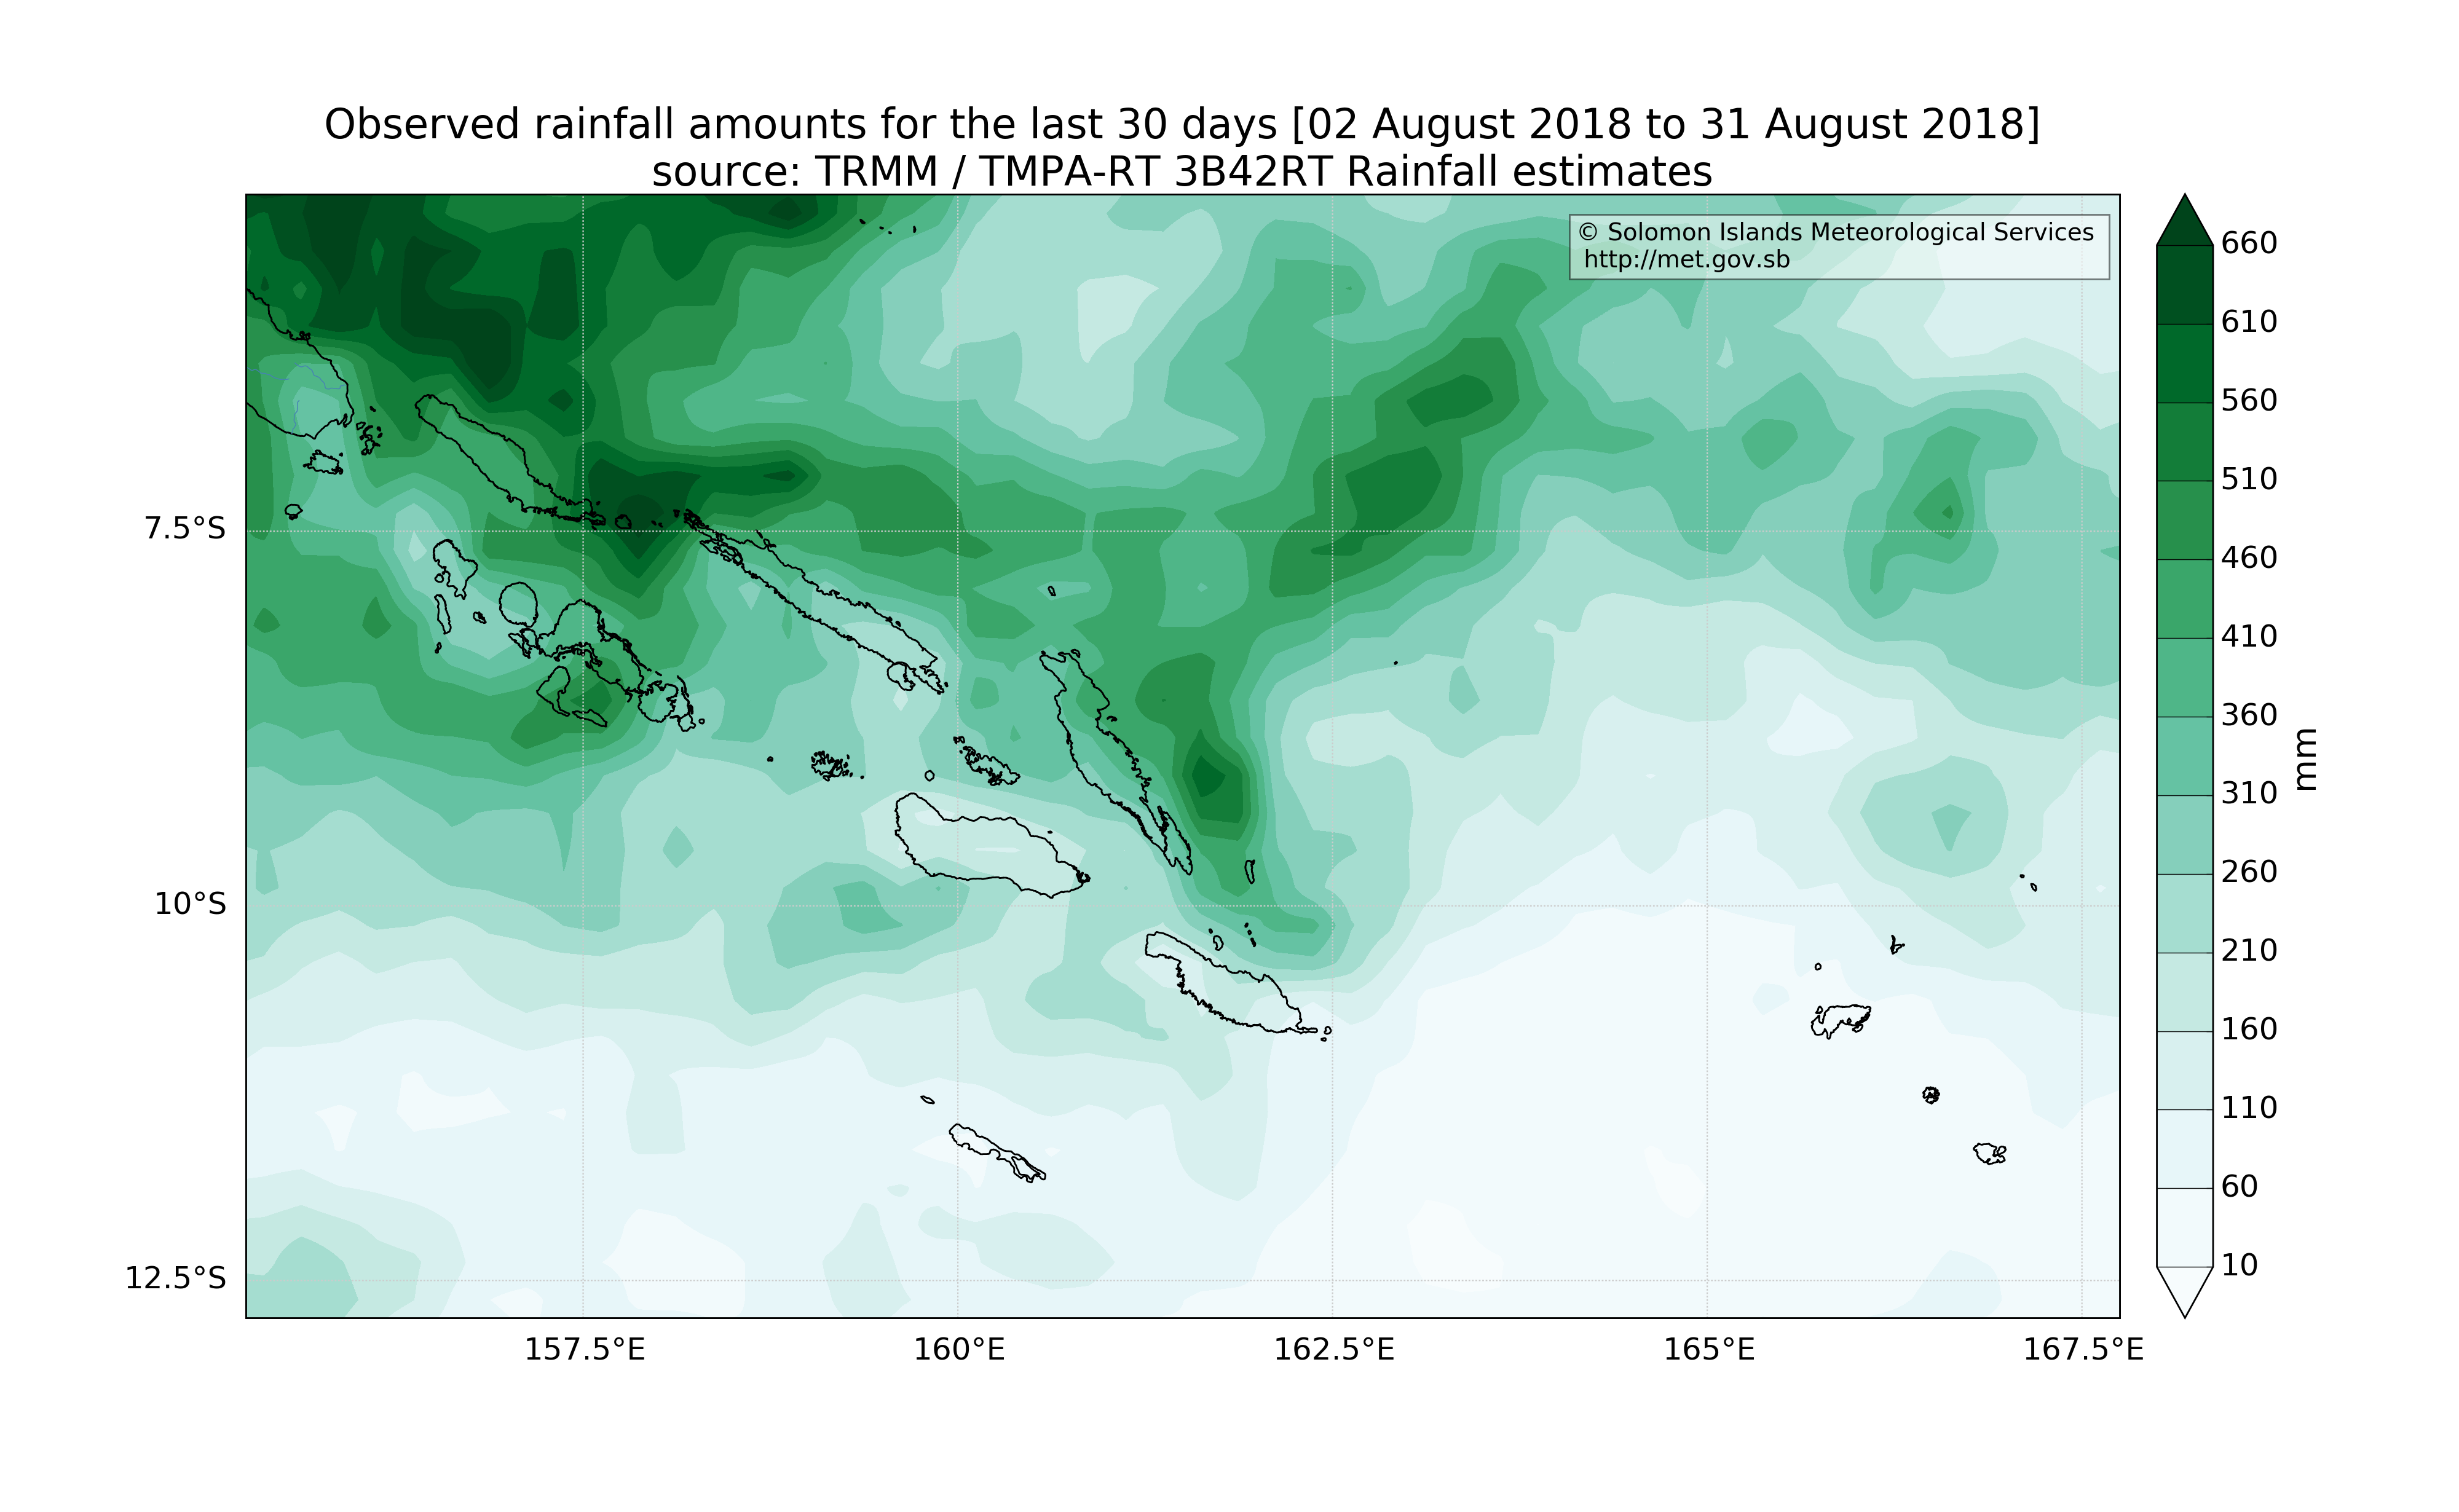 Observed rainfall amounts for the last 30 days [02 August 2018 to 31 August 2018]
source: TRMM / TMPA-RT 3B42RT Rainfall estimates
© Solomon Islands Meteorological Services
http://met.gov.sb
7.5°S
10°S
12.5°S
157.5°E
160°E
162.5°E
165°E
167.5°E
660
610
560
510
460
410
360
310
260
210
160
110
60
10
mm